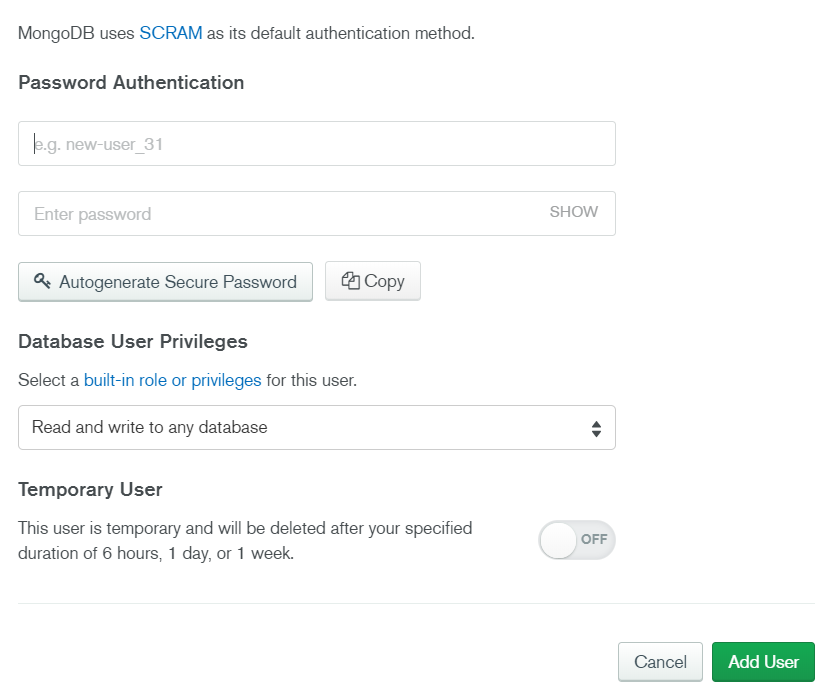 MongoDB uses SCRAM as its default authentication method.
Password Authentication
e.g. new-user_31
Enter password SHOW
Autogenerate Secure Password Copy
Database User Privileges
Select a built-in role or privileges for this user.
Read and write to any database
Temporary User
This user is temporary and will be deleted after your specified
duration of 6 hours, 1 day, or 1 week.
OFF
Cancel Add User